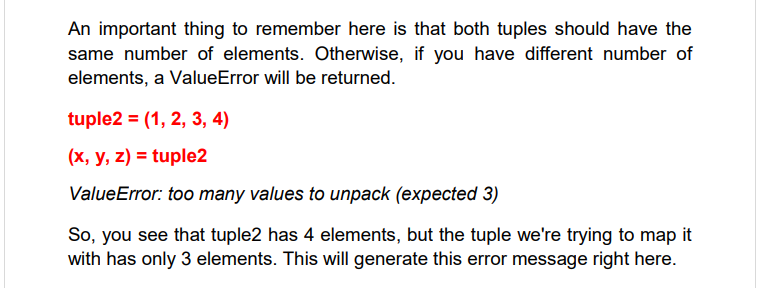 An important thing to remember here is that both tuples should have the
same number of elements. Otherwise, if you have different number of
elements, a ValueError will be returned.
tuple2 = (1, 2, 3, 4)
(x, y, z) = tuple2
ValueError: too many values to unpack (expected 3)
So, you see that tuple2 has 4 elements, but the tuple we're trying to map it
with has only 3 elements. This will generate this error message right here.